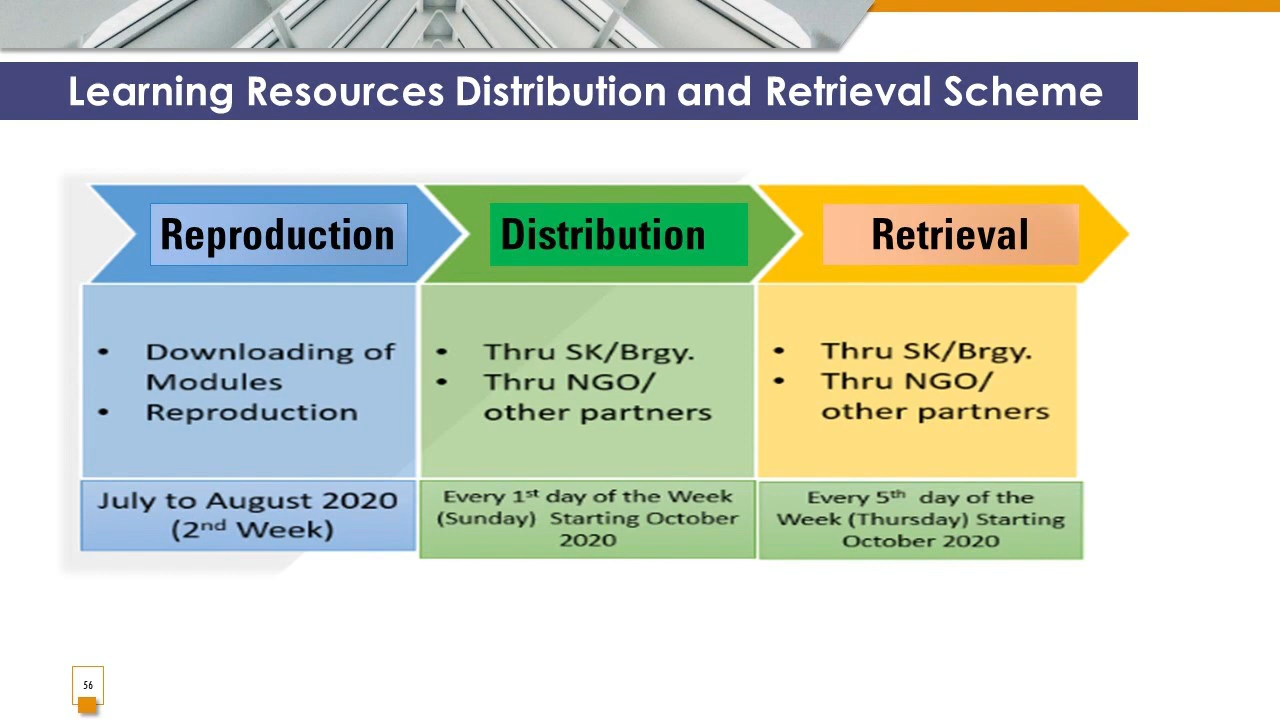 Learning Resources Distribution and Retrieval Scheme
Reproduction
Distribution
Retrieval
• Downloading of
Modules
• Reproduction
• Thru SK/Brgy.
• Thru NGO/
other partners
• Thru SK/Brgy.
• Thru NGO/
other partners
July to August 2020
(2nd Week)
Every 1st day of the Week
(Sunday) Starting October
2020
Every 5th day of the
Week (Thursday) Starting
October 2020
56